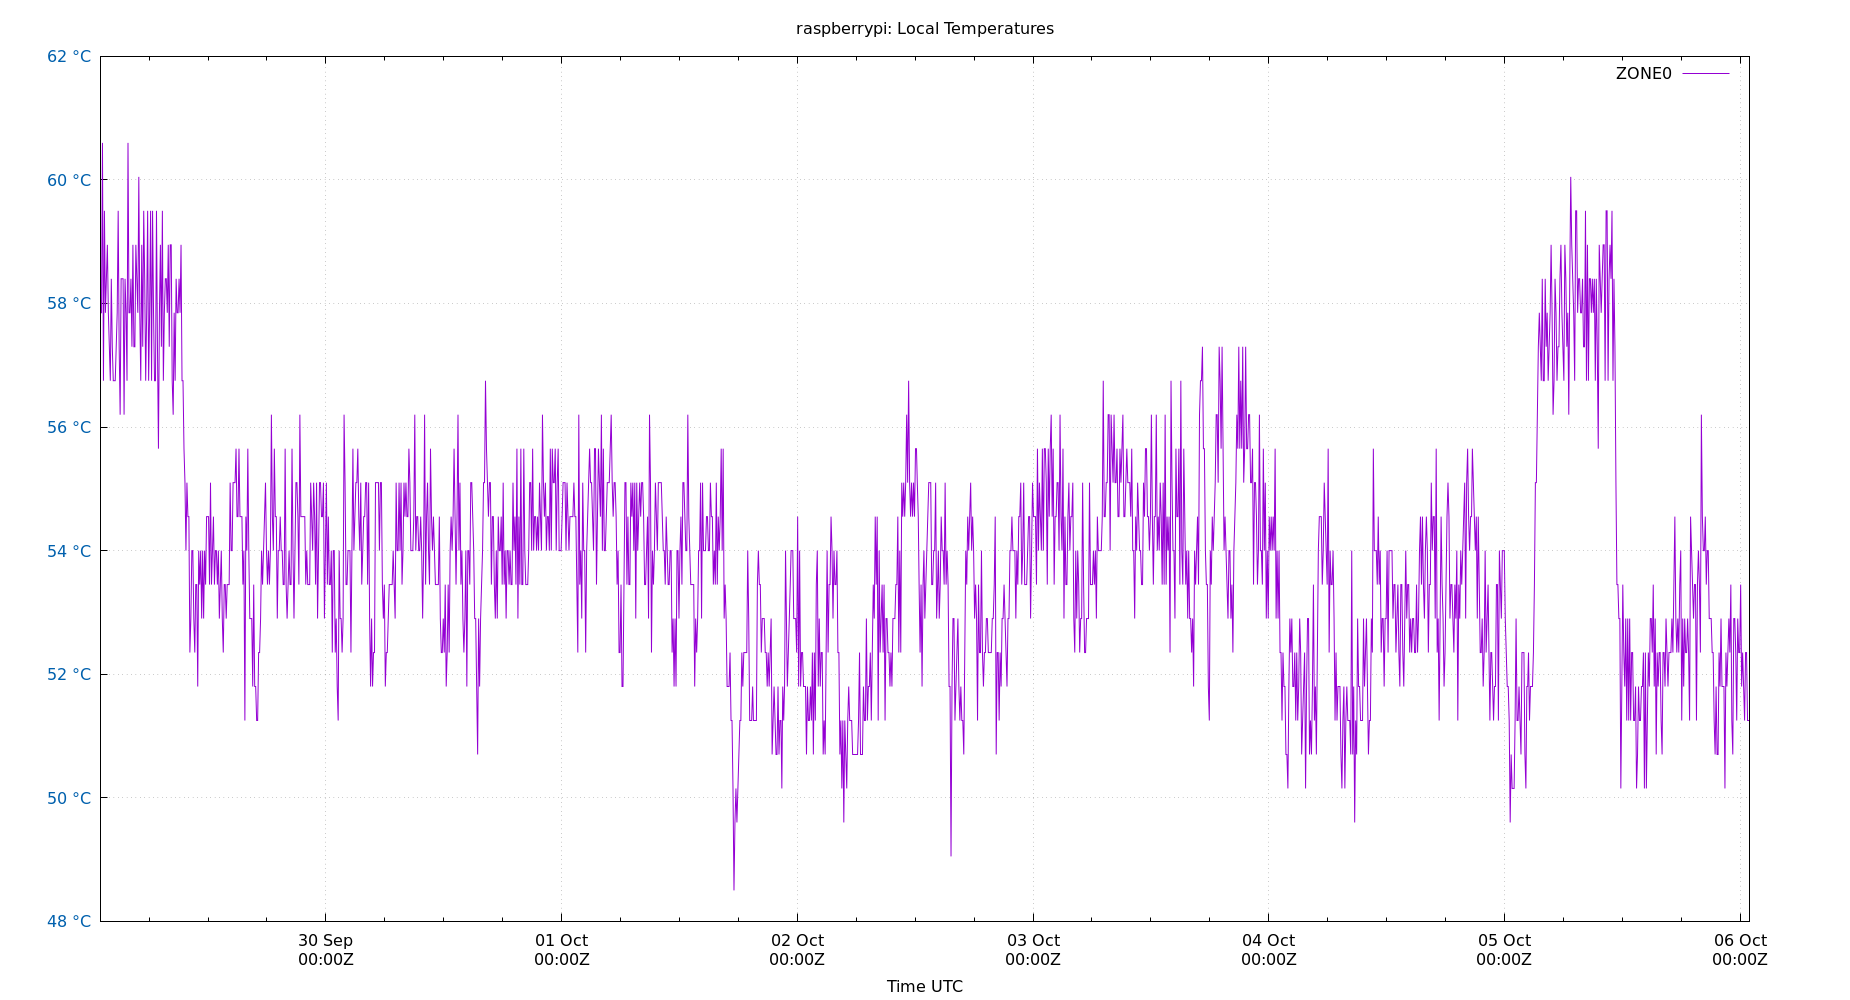 raspberrypi: Local Temperatures
62 °C
ZONE0
60 °C
58 °C
56 °C
54 °C
52 °C
50 °C
48 °C
30 Sep 01 Oct 02 Oct 03 Oct 04 Oct 05 Oct 06 Oct
00:00Z 00:00Z 00:00Z 00:00Z 00:00Z 00:00Z 00:00Z
Time UTC